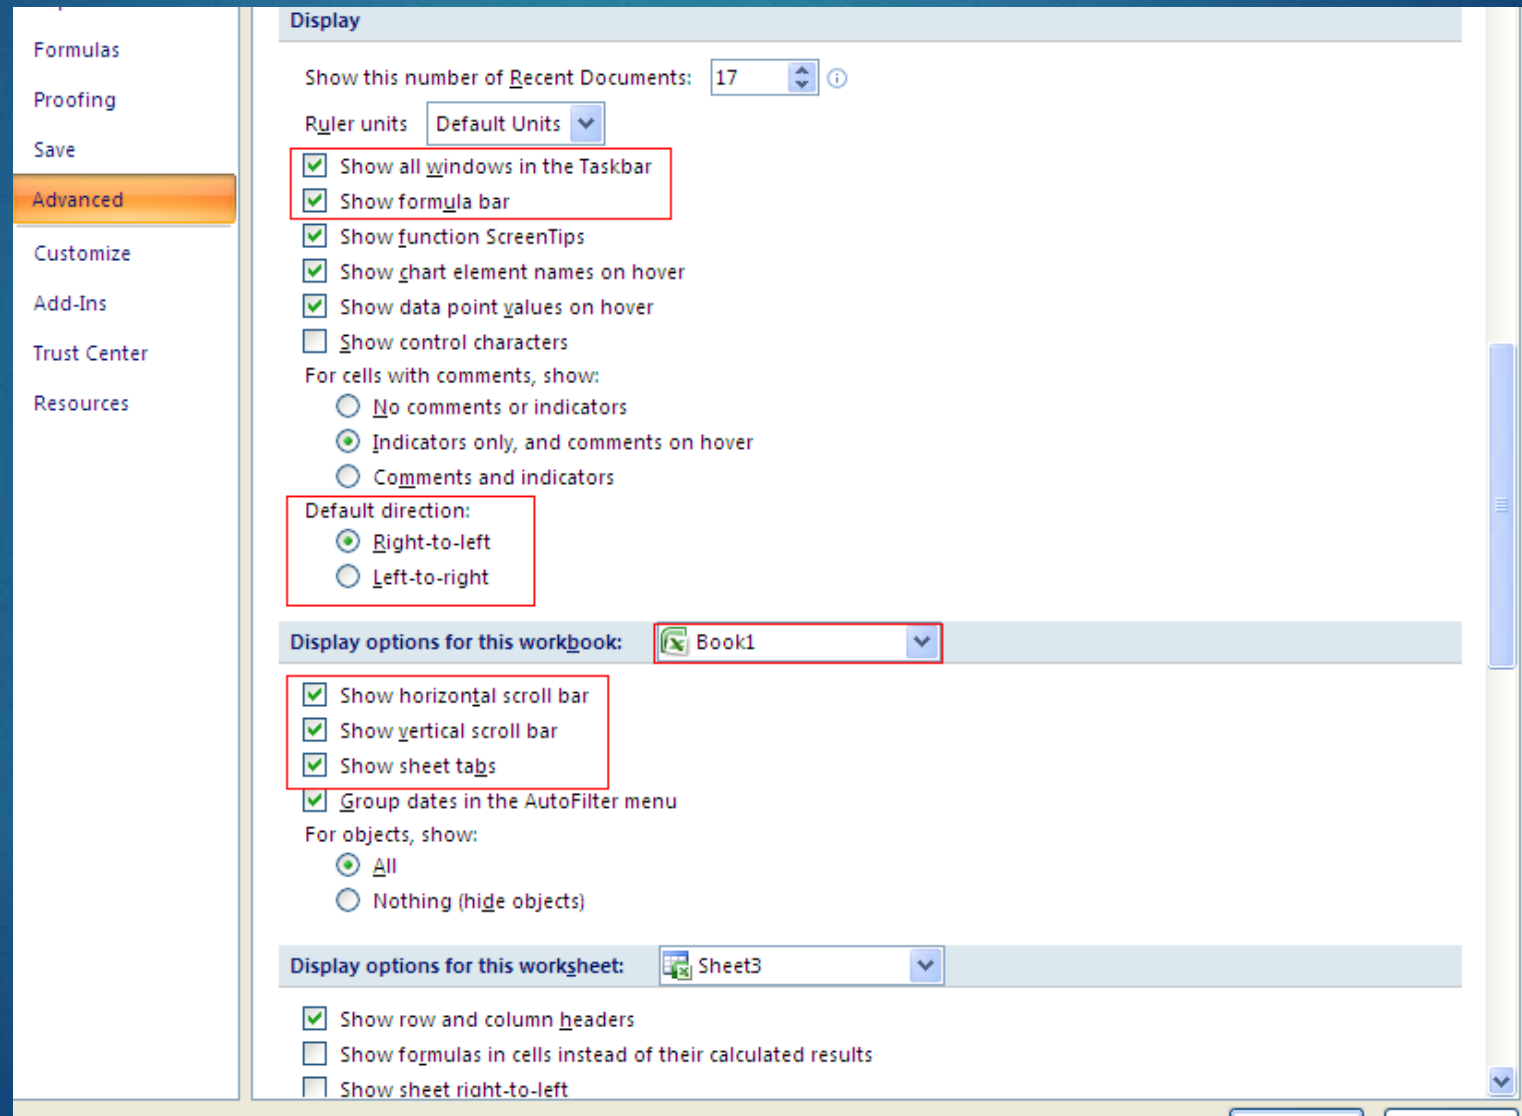 Formulas
Proofing
Save
Advanced
Customize
Add-Ins
Trust Center
Resources
Display
Show this number of Recent Documents: 17
Ruler units Default Units
Show all windows in the Taskbar
Show formula bar
Show function ScreenTips
Show chart element names on hover
Show data point values on hover
Show control characters
For cells with comments, show:
No comments or indicators
Indicators only, and comments on hover
Comments and indicators
Default direction:
Right-to-left
Left-to-right
Display options for this workbook: Book1
Show horizontal scroll bar
Show vertical scroll bar
Show sheet tabs
Group dates in the AutoFilter menu
For objects, show:
All
Nothing (hide objects)
Display options for this worksheet: Sheet3
Show row and column headers
Show formulas in cells instead of their calculated results
Show sheet right-to-left